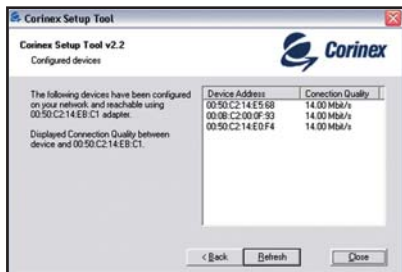 Corinex Setup Tool
Corinex Setup Tool v2.2
Configured devices
Corinex
The following devices have been configured
on your network and reachable using
00:50:C2:14:EB:C1 adapter.
Displayed Connection Quality between
device and 00:50:C2:14:EB:C1.
Device Address Conection Quality
00:50:C2:14:E5:68 14.00 Mbit/s
00:0B:C2:00:0F:93 14.00 Mbit/s
00:50:C2:14:E0:F4 14.00 Mbit/s
< Back Refresh Close